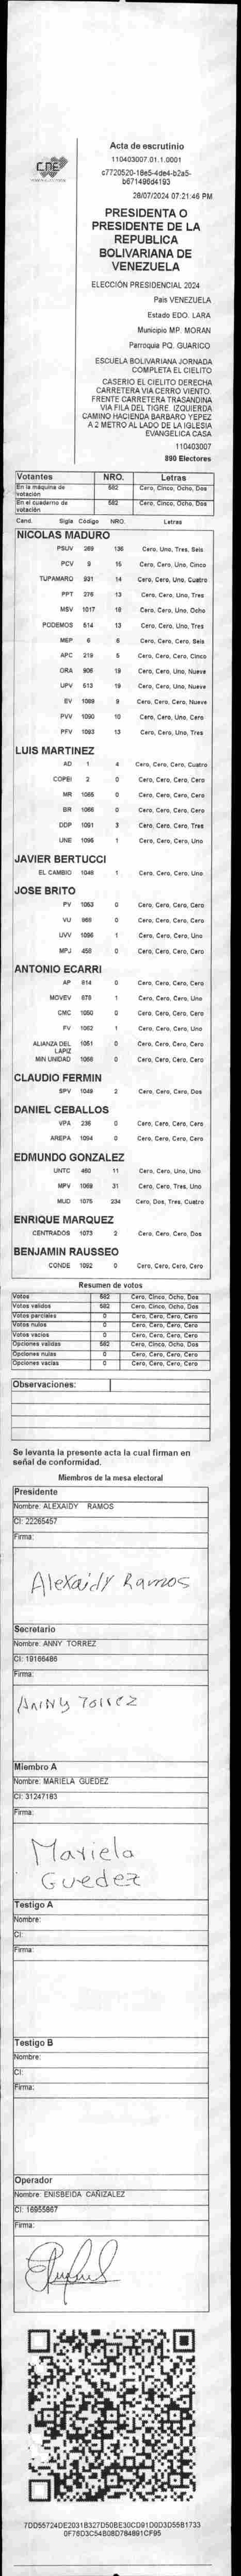 CNE
Acta de escrutinio
110403007.01.1.0001
c7720520-18e5-4de4-b2a5-
b671496d4193
28/07/2024 07:21:46 PM
PRESIDENTA O
PRESIDENTE DE LA
REPUBLICA
BOLIVARIANA DE
VENEZUELA
ELECCIÓN PRESIDENCIAL 2024
País VENEZUELA
Estado EDO. LARA
Municipio MP. MORAN
Parroquia PQ. GUARICO
ESCUELA BOLIVARIANA JORNADA
COMPLETA EL CIELITO
CASERIO EL CIELITO DERECHA
CARRETERA VIA CERRO VIENTO.
FRENTE CARRETERA TRASANDINA
VIA FILA DEL TIGRE. IZQUIERDA
CAMINO HACIENDA BARBARO YEPEZ
A 2 METRO AL LADO DE LA IGLESIA
EVANGELICA CASA
110403007
890 Electores
Votantes NRO. Letras
En la máquina de votación 582 Cero, Cinco, Ocho, Dos
En el cuaderno de votación 582 Cero, Cinco, Ocho, Dos
Cand. Sigla Código NRO. Letras
NICOLAS MADURO
PSUV 269 136 Cero, Uno, Tres, Seis
PCV 9 15 Cero, Cero, Uno, Cinco
TUPAMARO 931 14 Cero, Cero, Uno, Cuatro
PPT 276 13 Cero, Cero, Uno, Tres
MSV 1017 18 Cero, Cero, Uno, Ocho
PODEMOS 514 13 Cero, Cero, Uno, Tres
MEP 6 6 Cero, Cero, Cero, Seis
APC 219 5 Cero, Cero, Cero, Cinco
ORA 906 19 Cero, Cero, Uno, Nueve
UPV 613 19 Cero, Cero, Uno, Nueve
EV 1089 9 Cero, Cero, Cero, Nueve
PVV 1090 10 Cero, Cero, Uno, Cero
PFV 1093 13 Cero, Cero, Uno, Tres
LUIS MARTINEZ
AD 1 4 Cero, Cero, Cero, Cuatro
COPEI 2 0 Cero, Cero, Cero, Cero
MR 1065 0 Cero, Cero, Cero, Cero
BR 1066 0 Cero, Cero, Cero, Cero
DDP 1091 3 Cero, Cero, Cero, Tres
UNE 1095 1 Cero, Cero, Cero, Uno
JAVIER BERTUCCI
EL CAMBIO 1048 1 Cero, Cero, Cero, Uno
JOSE BRITO
PV 1053 0 Cero, Cero, Cero, Cero
VU 968 0 Cero, Cero, Cero, Cero
UVV 1096 1 Cero, Cero, Cero, Uno
MPJ 458 0 Cero, Cero, Cero, Cero
ANTONIO ECARRI
AP 814 0 Cero, Cero, Cero, Cero
MOVEV 878 1 Cero, Cero, Cero, Uno
CMC 1050 0 Cero, Cero, Cero, Cero
FV 1052 1 Cero, Cero, Cero, Uno
ALIANZA DEL LAPIZ 1051 0 Cero, Cero, Cero, Cero
MIN UNIDAD 1088 0 Cero, Cero, Cero, Cero
CLAUDIO FERMIN
SPV 1049 2 Cero, Cero, Cero, Dos
DANIEL CEBALLOS
VPA 236 0 Cero, Cero, Cero, Cero
AREPA 1094 0 Cero, Cero, Cero, Cero
EDMUNDO GONZALEZ
UNTC 460 11 Cero, Cero, Uno, Uno
MPV 1068 31 Cero, Cero, Tres, Uno
MUD 1075 234 Cero, Dos, Tres, Cuatro
ENRIQUE MARQUEZ
CENTRADOS 1073 2 Cero, Cero, Cero, Dos
BENJAMIN RAUSSEO
CONDE 1092 0 Cero, Cero, Cero, Cero
Resumen de votos
Votos 582 Cero, Cinco, Ocho, Dos
Votos validos 582 Cero, Cinco, Ocho, Dos
Votos parciales 0 Cero, Cero, Cero, Cero
Votos nulos 0 Cero, Cero, Cero, Cero
Votos vacios 0 Cero, Cero, Cero, Cero
Opciones validas 582 Cero, Cinco, Ocho, Dos
Opciones nulas 0 Cero, Cero, Cero, Cero
Opciones vacias 0 Cero, Cero, Cero, Cero
Observaciones:
Se levanta la presente acta la cual firman en
señal de conformidad.
Miembros de la mesa electoral
Presidente
Nombre: ALEXAIDY RAMOS
CI: 22265457
Firma:
Alexaidy Ramos
Secretario
Nombre: ANNY TORREZ
CI: 19166486
Firma:
ANNY Torrez
Miembro A
Nombre: MARIELA GUEDEZ
CI: 31247183
Firma:
Mariela
Guedez
Testigo A
Nombre:
CI:
Firma:
Testigo B
Nombre:
CI:
Firma:
Operador
Nombre: ENISBEIDA CAÑIZALEZ
CI: 16955867
Firma:
7DD55724DE2031B327D50BE30CD91D0D3D55B1733
0F76D3C54B08D784891CF95